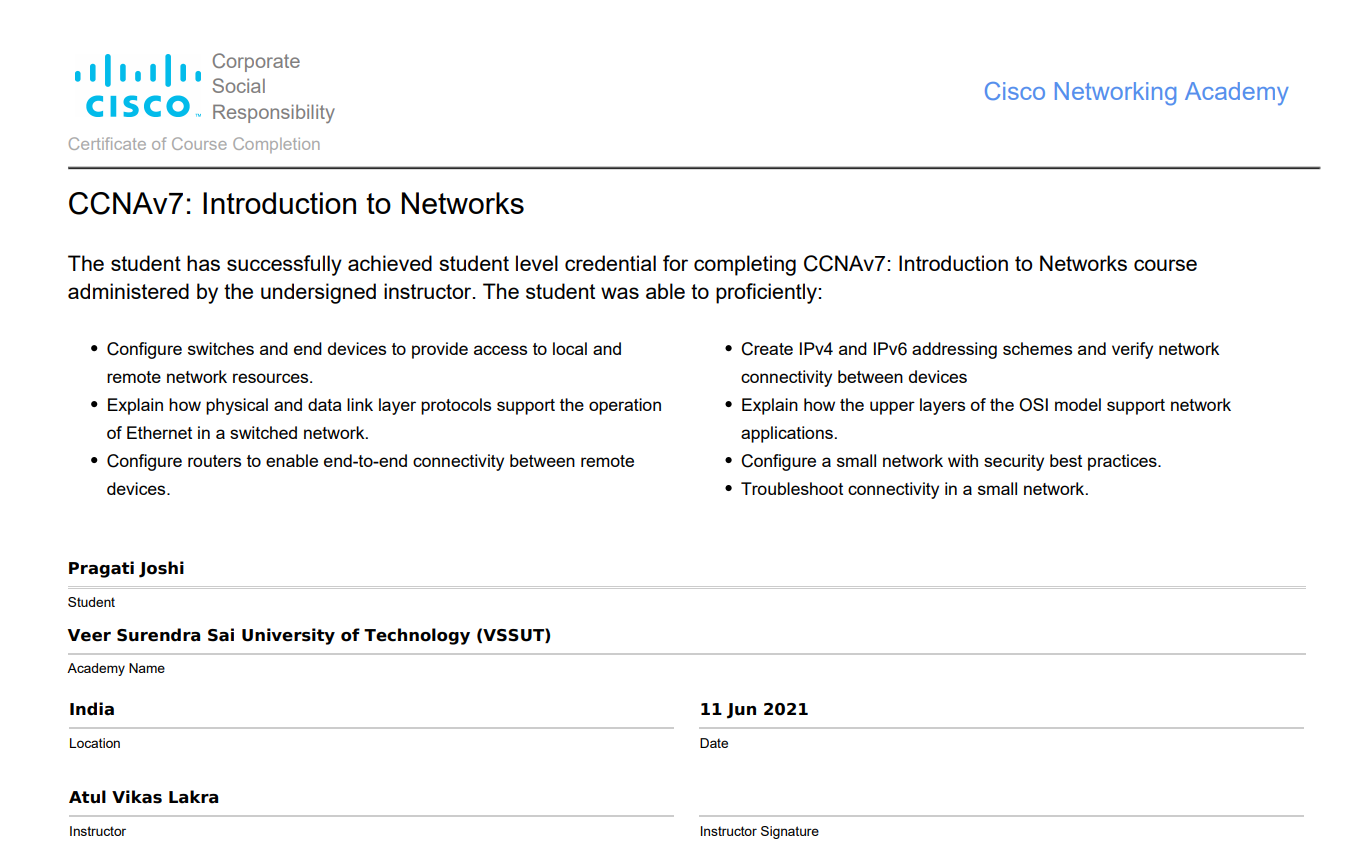 Corporate
Social
CISCO™ Responsibility
Cisco Networking Academy
Certificate of Course Completion
CCNAv7: Introduction to Networks
The student has successfully achieved student level credential for completing CCNAv7: Introduction to Networks course
administered by the undersigned instructor. The student was able to proficiently:
• Configure switches and end devices to provide access to local and
remote network resources.
• Explain how physical and data link layer protocols support the operation
of Ethernet in a switched network.
• Configure routers to enable end-to-end connectivity between remote
devices.
• Create IPv4 and IPv6 addressing schemes and verify network
connectivity between devices
• Explain how the upper layers of the OSI model support network
applications.
• Configure a small network with security best practices.
• Troubleshoot connectivity in a small network.
Pragati Joshi
Student
Veer Surendra Sai University of Technology (VSSUT)
Academy Name
India
Location
11 Jun 2021
Date
Atul Vikas Lakra
Instructor
Instructor Signature